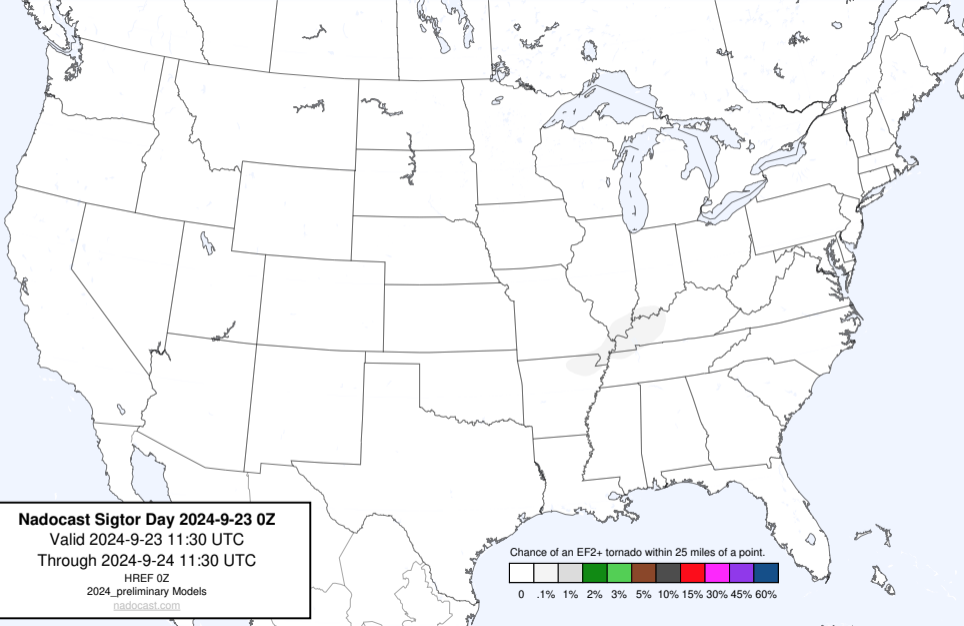 Nadocast Sigtor Day 2024-9-23 0Z
Valid 2024-9-23 11:30 UTC
Through 2024-9-24 11:30 UTC
HREF 0Z
2024_preliminary Models
nadocast.com
Chance of an EF2+ tornado within 25 miles of a point.
0 .1% 1% 2% 3% 5% 10% 15% 30% 45% 60%